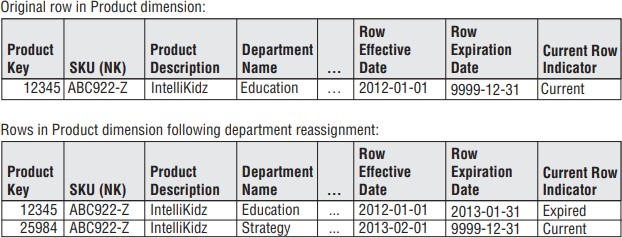 Original row in Product dimension:
Row Row
Product Product Department Effective Expiration Current Row
Key SKU (NK) Description Name ... Date Date Indicator
12345 ABC922-Z IntelliKidz Education ... 2012-01-01 9999-12-31 Current
Rows in Product dimension following department reassignment:
Row Row
Product Product Department Effective Expiration Current Row
Key SKU (NK) Description Name ... Date Date Indicator
12345 ABC922-Z IntelliKidz Education ... 2012-01-01 2013-01-31 Expired
25984 ABC922-Z IntelliKidz Strategy ... 2013-02-01 9999-12-31 Current